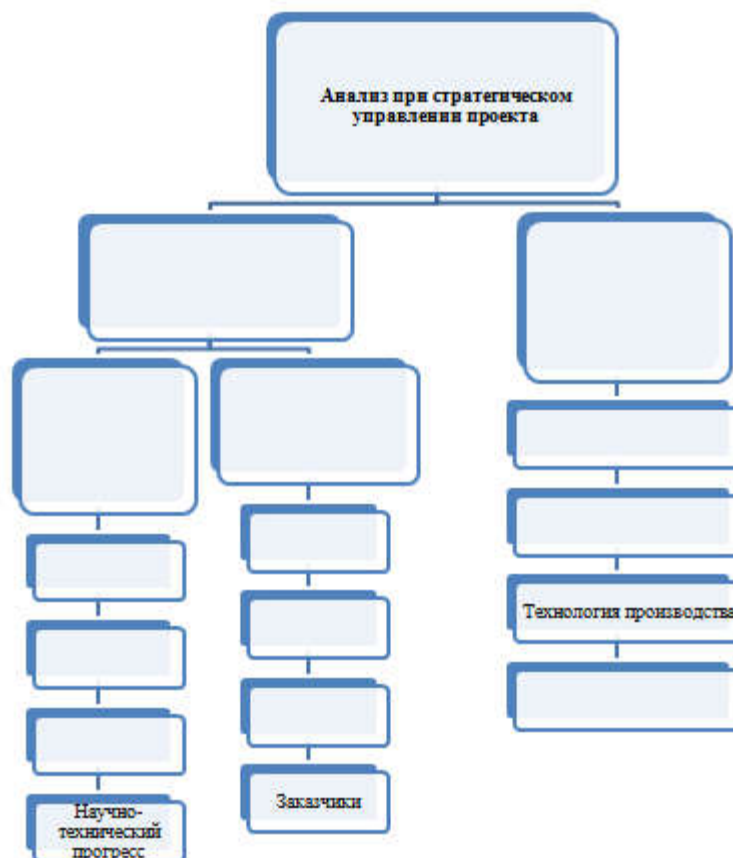 Анализ при стратегическом
управлении проекта
Технология производства
Заказчики
Научно-
технический
прогресс